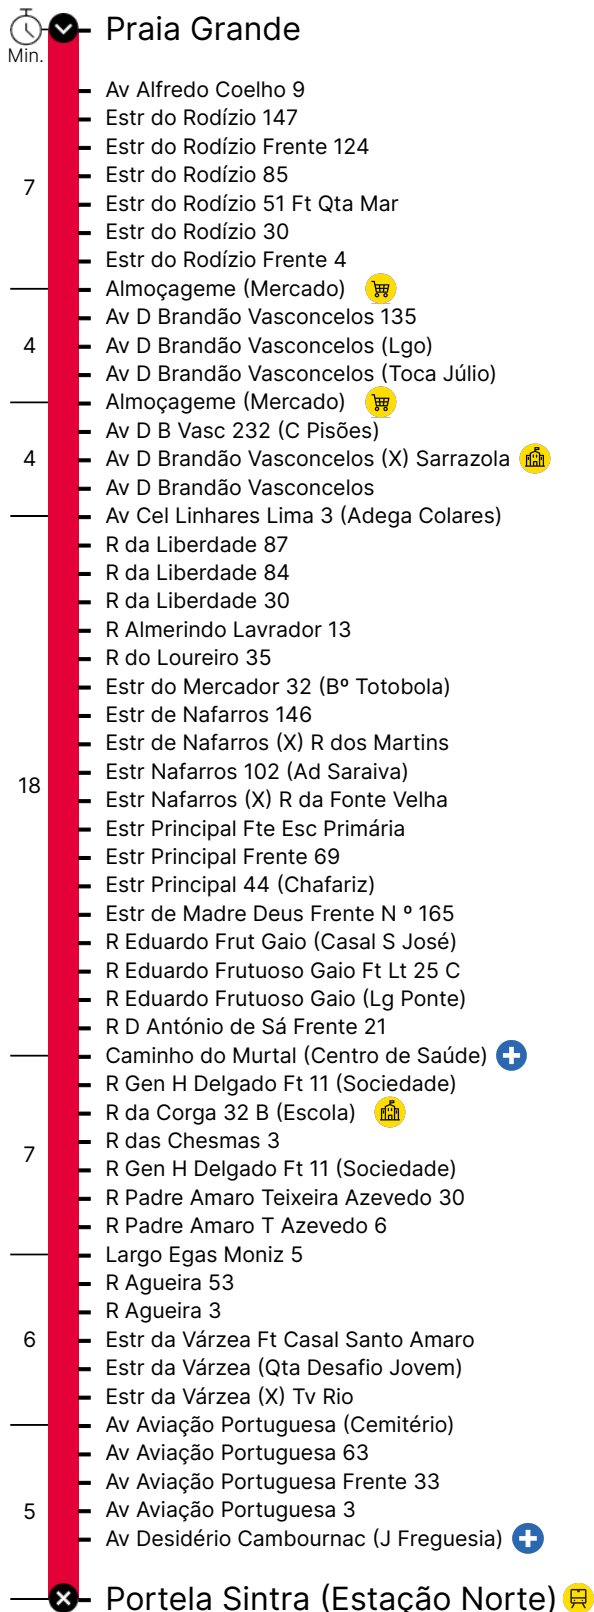 Praia Grande
Min.
Av Alfredo Coelho 9
Estr do Rodízio 147
Estr do Rodízio Frente 124
Estr do Rodízio 85
7
Estr do Rodízio 51 Ft Qta Mar
Estr do Rodízio 30
Estr do Rodízio Frente 4
Almoçageme (Mercado)
Av D Brandão Vasconcelos 135
4
Av D Brandão Vasconcelos (Lgo)
Av D Brandão Vasconcelos (Toca Júlio)
Almoçageme (Mercado)
Av D B Vasc 232 (C Pisões)
4
Av D Brandão Vasconcelos (X) Sarrazola
Av D Brandão Vasconcelos
Av Cel Linhares Lima 3 (Adega Colares)
R da Liberdade 87
R da Liberdade 84
R da Liberdade 30
R Almerindo Lavrador 13
R do Loureiro 35
Estr do Mercador 32 (Bº Totobola)
Estr de Nafarros 146
Estr de Nafarros (X) R dos Martins
Estr Nafarros 102 (Ad Saraiva)
18
Estr Nafarros (X) R da Fonte Velha
Estr Principal Fte Esc Primária
Estr Principal Frente 69
Estr Principal 44 (Chafariz)
Estr de Madre Deus Frente N º 165
R Eduardo Frut Gaio (Casal S José)
R Eduardo Frutuoso Gaio Ft Lt 25 C
R Eduardo Frutuoso Gaio (Lg Ponte)
R D António de Sá Frente 21
Caminho do Murtal (Centro de Saúde)
R Gen H Delgado Ft 11 (Sociedade)
R da Corga 32 B (Escola)
R das Chesmas 3
7
R Gen H Delgado Ft 11 (Sociedade)
R Padre Amaro Teixeira Azevedo 30
R Padre Amaro T Azevedo 6
Largo Egas Moniz 5
R Agueira 53
R Agueira 3
6
Estr da Várzea Ft Casal Santo Amaro
Estr da Várzea (Qta Desafio Jovem)
Estr da Várzea (X) Tv Rio
Av Aviação Portuguesa (Cemitério)
Av Aviação Portuguesa 63
Av Aviação Portuguesa Frente 33
5
Av Aviação Portuguesa 3
Av Desidério Cambournac (J Freguesia)
Portela Sintra (Estação Norte)